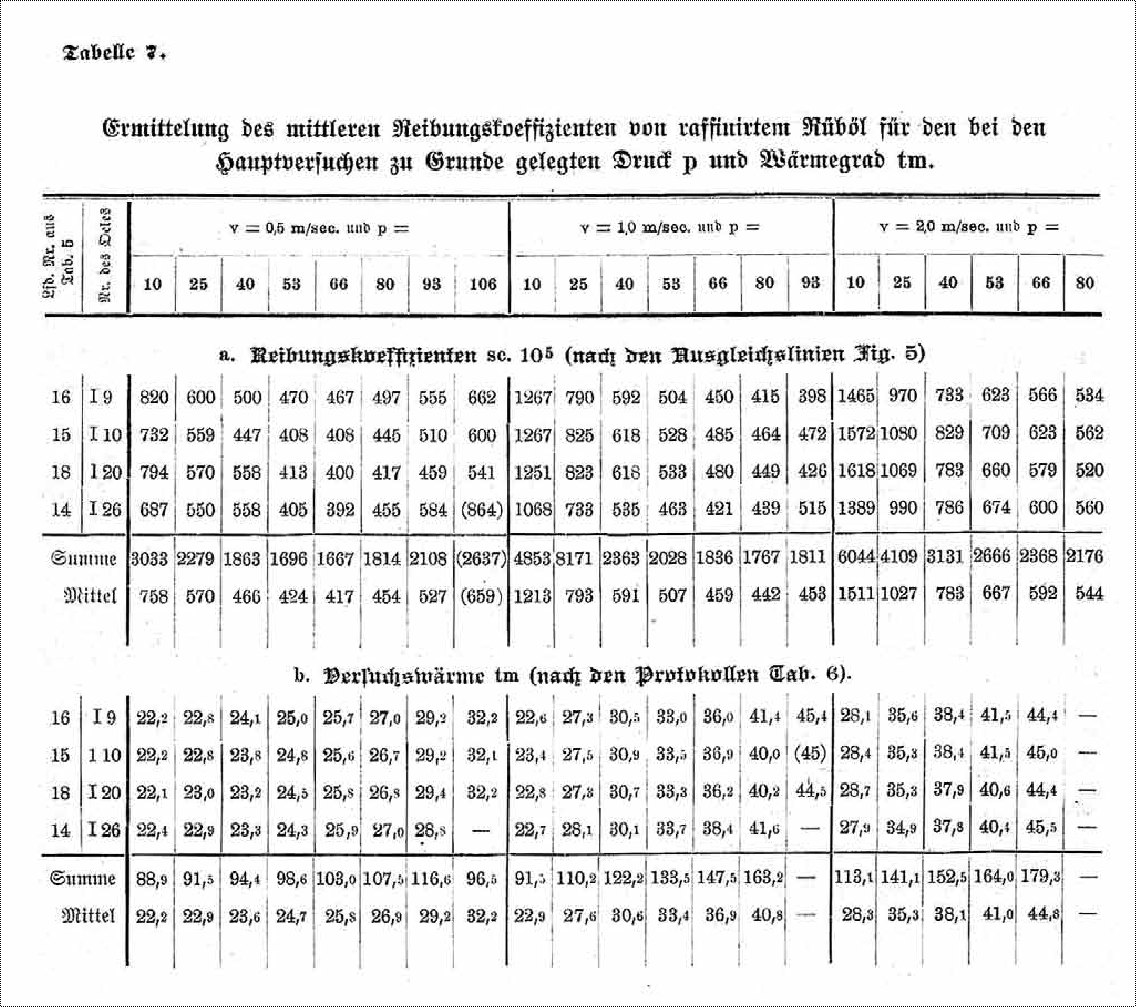 Tabelle 7.
Ermittelung des mittleren Reibungskoeffizienten von raffinirtem Rüböl für den bei den
Hauptversuchen zu Grunde gelegten Druck p und Wärmegrad tm.
Lfd. Nr. aus Tab. 5 Nr. des Oeles v = 0,5 m/sec. und p = v = 1,0 m/sec. und p = v = 2,0 m/sec. und p =
10 25 40 53 66 80 93 106 10 25 40 53 66 80 93 10 25 40 53 66 80
a. Reibungskoeffizienten sc. 10⁵ (nach den Ausgleichslinien Fig. 5)
16 I 9 820 600 500 470 467 497 555 662 1267 790 592 504 450 415 398 1465 970 733 623 566 534
15 I 10 732 559 447 408 408 445 510 600 1267 825 618 528 485 464 472 1572 1080 829 709 623 562
18 I 20 794 570 558 413 400 417 459 541 1251 823 618 533 480 449 426 1618 1069 783 660 579 520
14 I 26 687 550 558 405 392 455 584 (864) 1068 733 535 463 421 439 515 1389 990 786 674 600 560
Summe 3033 2279 1863 1696 1667 1814 2108 (2637) 4853 8171 2363 2028 1836 1767 1811 6044 4109 3131 2666 2368 2176
Mittel 758 570 466 424 417 454 527 (659) 1213 793 591 507 459 442 453 1511 1027 783 667 592 544
b. Versuchswärme tm (nach den Protokollen Tab. 6).
16 I 9 22,2 22,8 24,1 25,0 25,7 27,0 29,2 32,2 22,6 27,3 30,5 33,0 36,0 41,4 45,4 28,1 35,6 38,4 41,5 44,4 —
15 1 10 22,2 22,8 23,8 24,8 25,6 26,7 29,2 32,1 23,4 27,5 30,9 33,5 36,9 40,0 (45) 28,4 35,3 38,4 41,5 45,0 —
18 I 20 22,1 23,0 23,2 24,5 25,8 26,8 29,4 32,2 22,8 27,3 30,7 33,3 36,2 40,2 44,5 28,7 35,3 37,9 40,6 44,4 —
14 I 26 22,4 22,9 23,3 24,3 25,9 27,0 28,8 — 22,7 28,1 30,1 33,7 38,4 41,6 — 27,9 34,9 37,8 40,4 45,5 —
Summe 88,9 91,5 94,4 98,6 103,0 107,5 116,6 96,5 91,5 110,2 122,2 133,5 147,5 163,2 — 113,1 141,1 152,5 164,0 179,3 —
Mittel 22,2 22,9 23,6 24,7 25,8 26,9 29,2 32,2 22,9 27,6 30,6 33,4 36,9 40,8 — 28,3 35,3 38,1 41,0 44,8 —